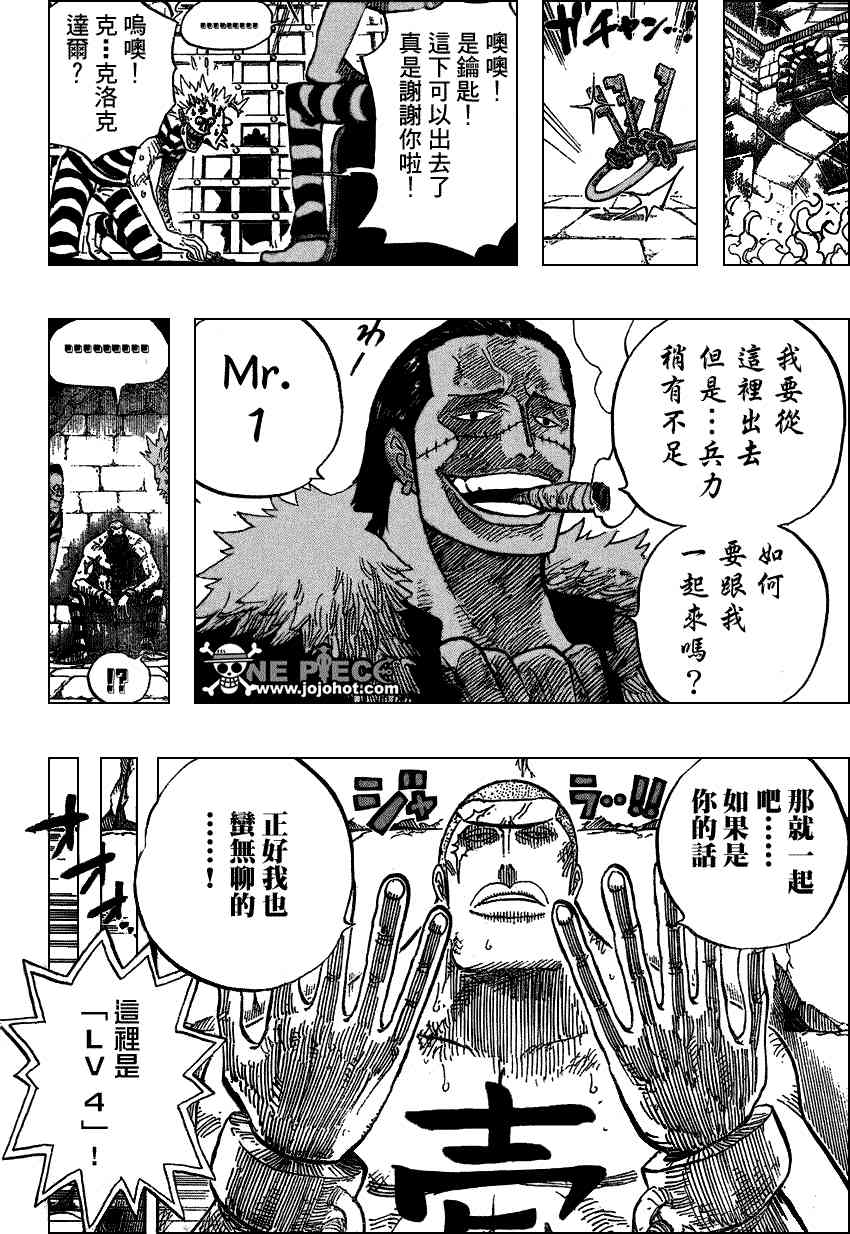 ガチャン…!
噢噢！
是鑰匙！
這下可以出去了
真是謝謝你啦！
…………
嗚噢！
克…克洛克
達爾？
我要從
這裡出去
但是…兵力
稍有不足
如何
要跟我
一起來嗎？
Mr.
1
ONE PIECE
www.jojohot.com
…………
!?
那就一起
吧……
如果是
你的話
ジャラ…!!
正好我也
蠻無聊的
……！
壱
オオオ
這裡是
「LV4」！